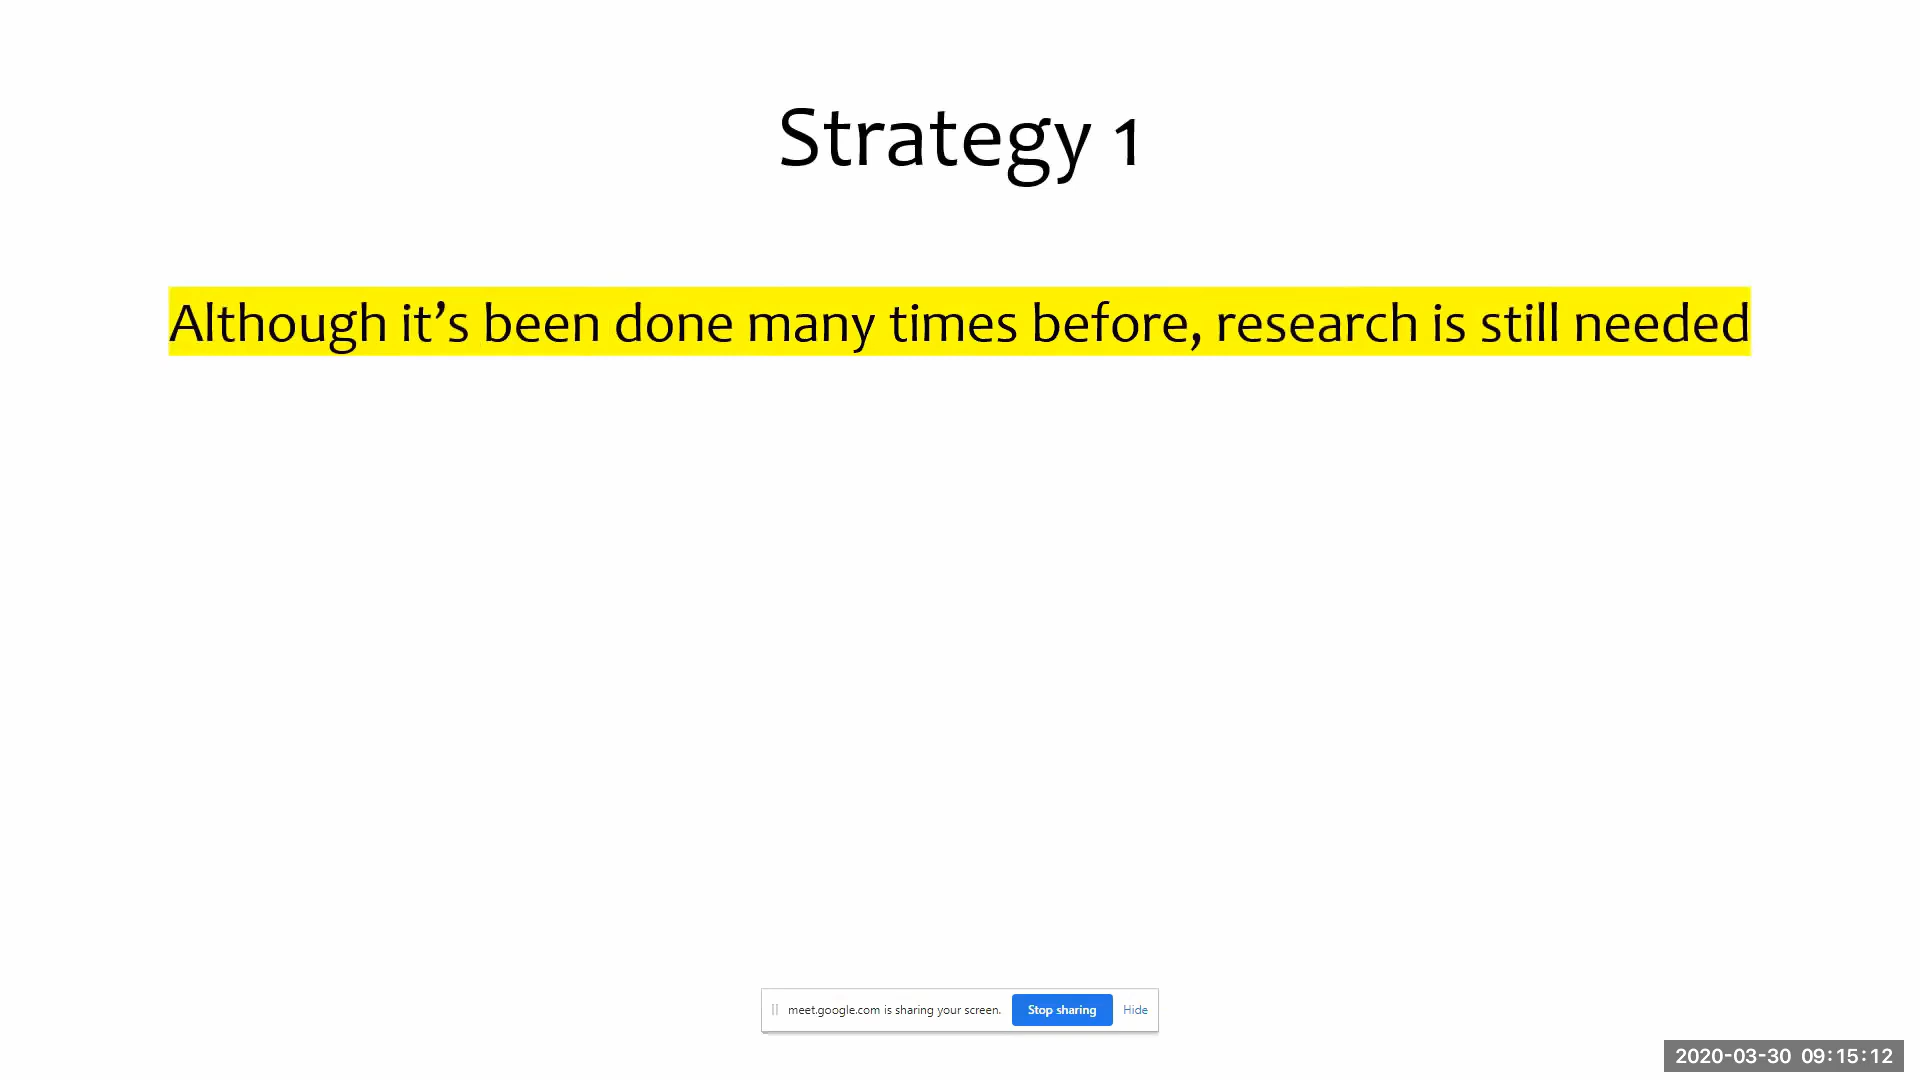 Strategy 1
Although it’s been done many times before, research is still needed
meet.google.com is sharing your screen. Stop sharing Hide
2020-03-30 09:15:12